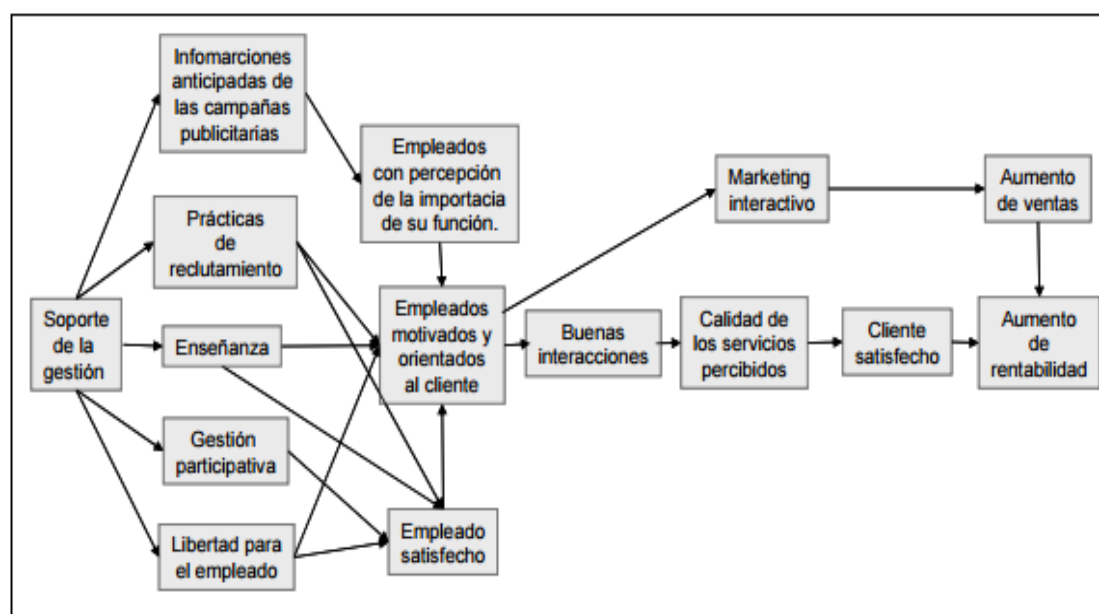 Infomarciones
anticipadas de
las campañas
publicitarias
Empleados
con percepción
de la importacia
de su función.
Marketing
interactivo
Aumento
de ventas
Prácticas
de
reclutamiento
Soporte
de la
gestión
Enseñanza
Empleados
motivados y
orientados
al cliente
Buenas
interacciones
Calidad de
los servicios
percibidos
Cliente
satisfecho
Aumento
de
rentabilidad
Gestión
participativa
Libertad para
el empleado
Empleado
satisfecho